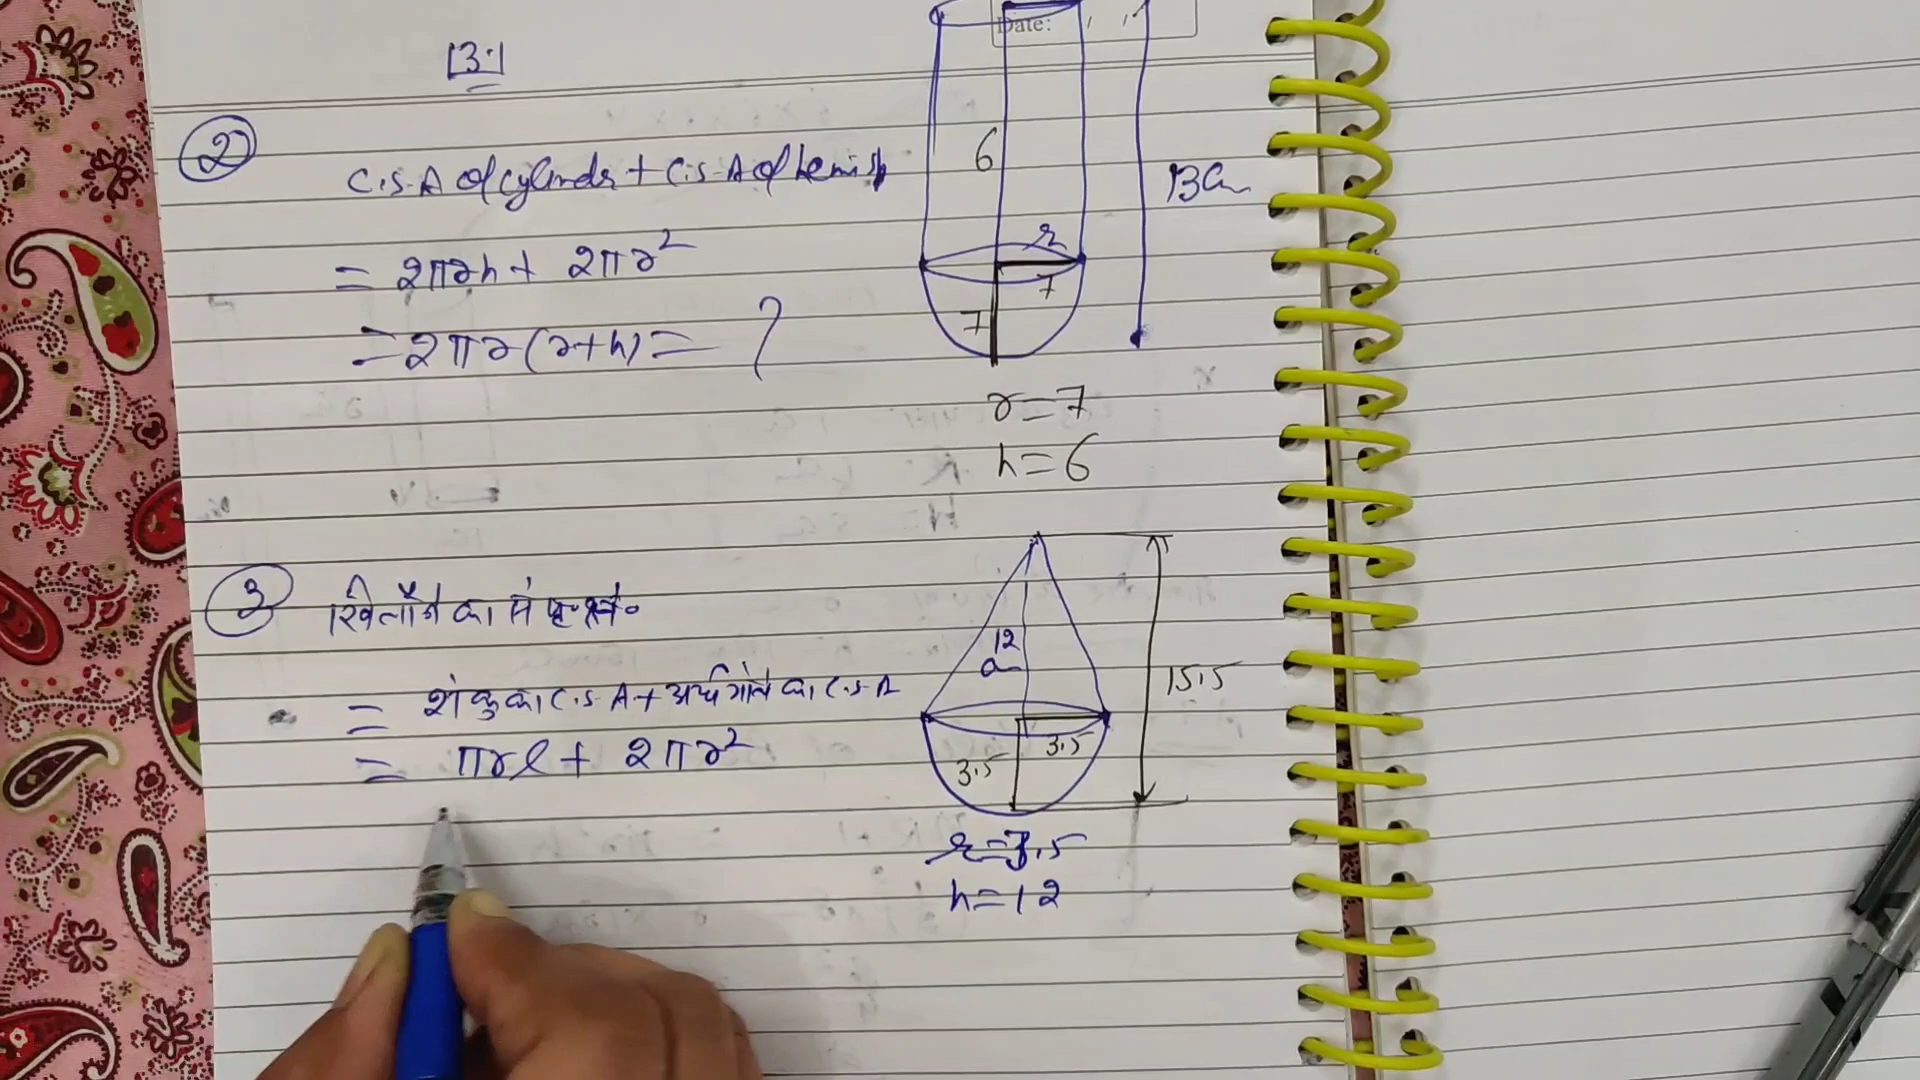 13.1
Date:
2
C.S.A of cylinder + C.S.A of hemisp
= 2πrh + 2πr²
= 2πr(r+h) = ?
6
13cm
r
7
7
r=7
h=6
3
खिलौने का
= शंकु का C.S.A + अर्धगोले का C.S.A
= πrl + 2πr²
12
cm
15.5
3.5
3.5
r=3.5
h=12